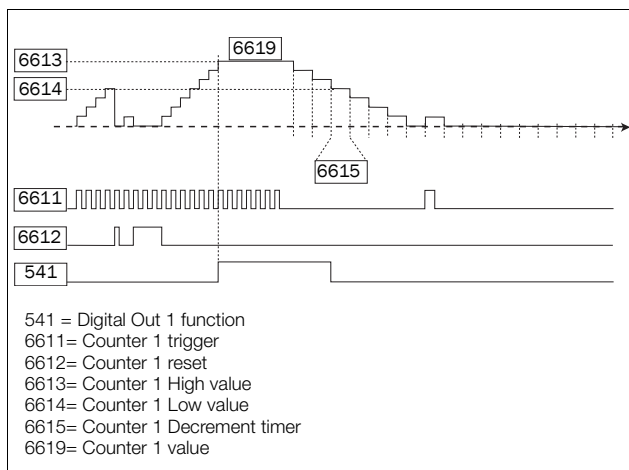 6619
6613
6614
6615
6611
6612
541
541 = Digital Out 1 function
6611= Counter 1 trigger
6612= Counter 1 reset
6613= Counter 1 High value
6614= Counter 1 Low value
6615= Counter 1 Decrement timer
6619= Counter 1 value